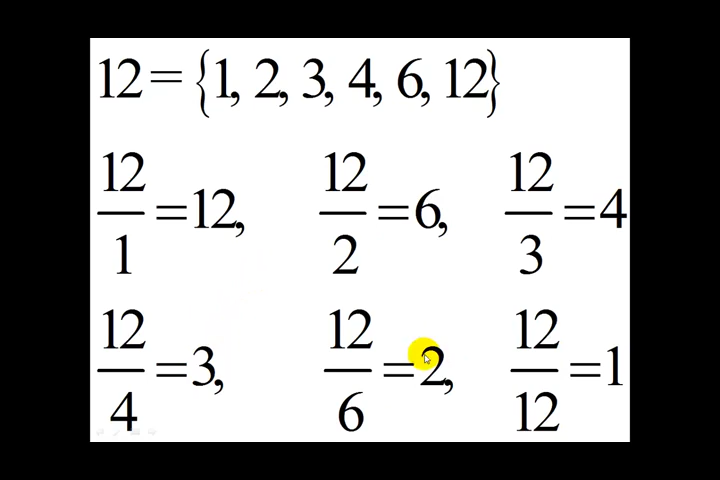 12 = {1, 2, 3, 4, 6, 12}
12/1 = 12, 12/2 = 6, 12/3 = 4
12/4 = 3, 12/6 = 2, 12/12 = 1